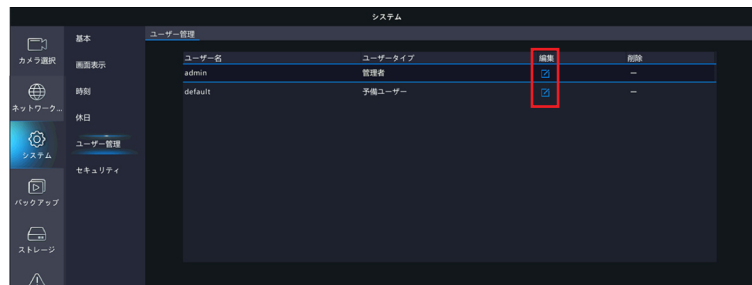 システム
カメラ選択
ネットワーク...
システム
バックアップ
ストレージ
基本
画面表示
時刻
休日
ユーザー管理
セキュリティ
ユーザー管理
ユーザー名 ユーザータイプ 編集 削除
admin 管理者 —
default 予備ユーザー —